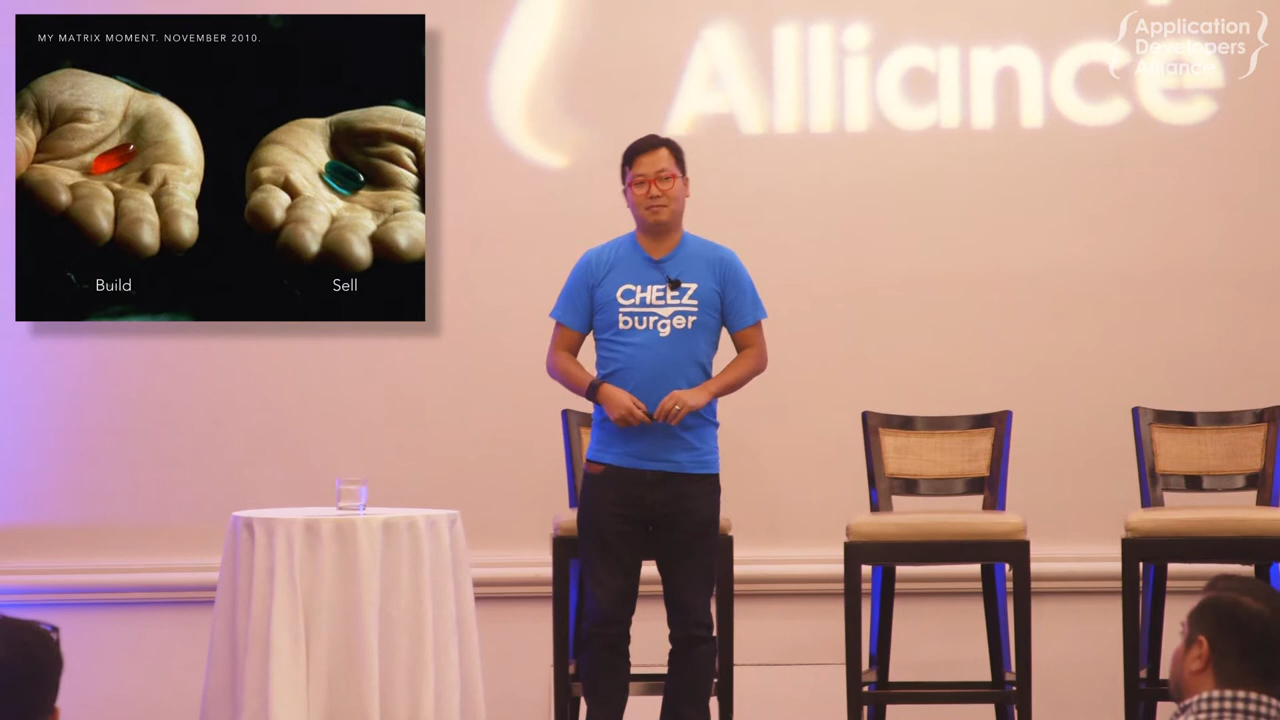 MY MATRIX MOMENT. NOVEMBER 2010.
Build
Sell
Alliance
Application
Developers
Alliance
CHEEZ
burger